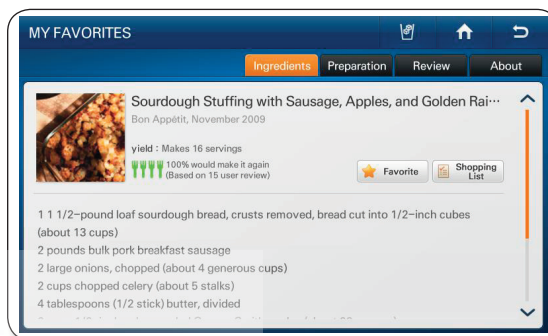 MY FAVORITES
Ingredients Preparation Review About
Sourdough Stuffing with Sausage, Apples, and Golden Rai···
Bon Appétit, November 2009
yield : Makes 16 servings
100% would make it again
(Based on 15 user review)
Favorite
Shopping
List
1 1 1/2-pound loaf sourdough bread, crusts removed, bread cut into 1/2-inch cubes
(about 13 cups)
2 pounds bulk pork breakfast sausage
2 large onions, chopped (about 4 generous cups)
2 cups chopped celery (about 5 stalks)
4 tablespoons (1/2 stick) butter, divided